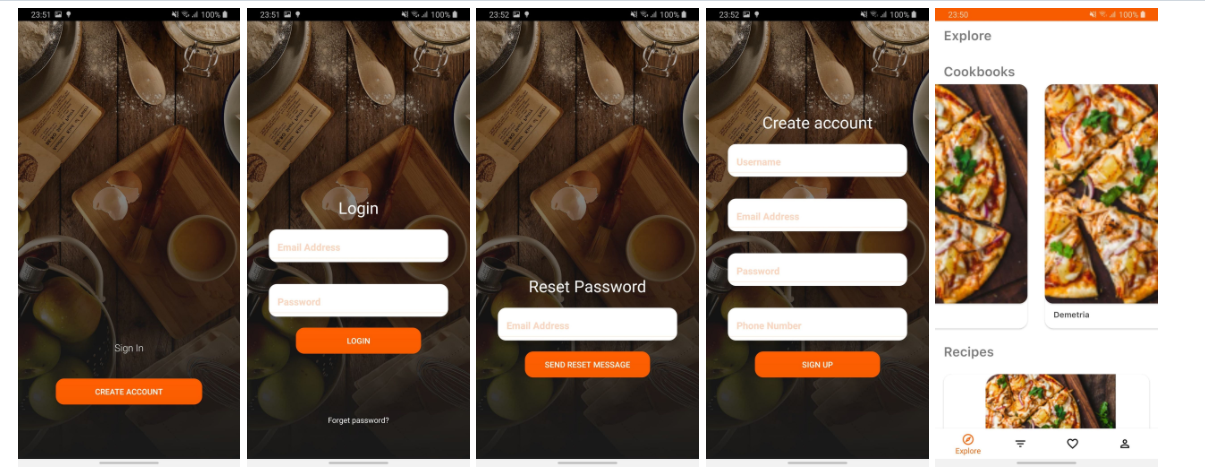 23:51
100%
Sign In
CREATE ACCOUNT
23:51
100%
Login
Email Address
Password
LOGIN
Forget password?
23:52
100%
Reset Password
Email Address
SEND RESET MESSAGE
23:52
100%
Create account
Username
Email Address
Password
Phone Number
SIGN UP
23:50
100%
Explore
Cookbooks
Demetria
Recipes
Explore